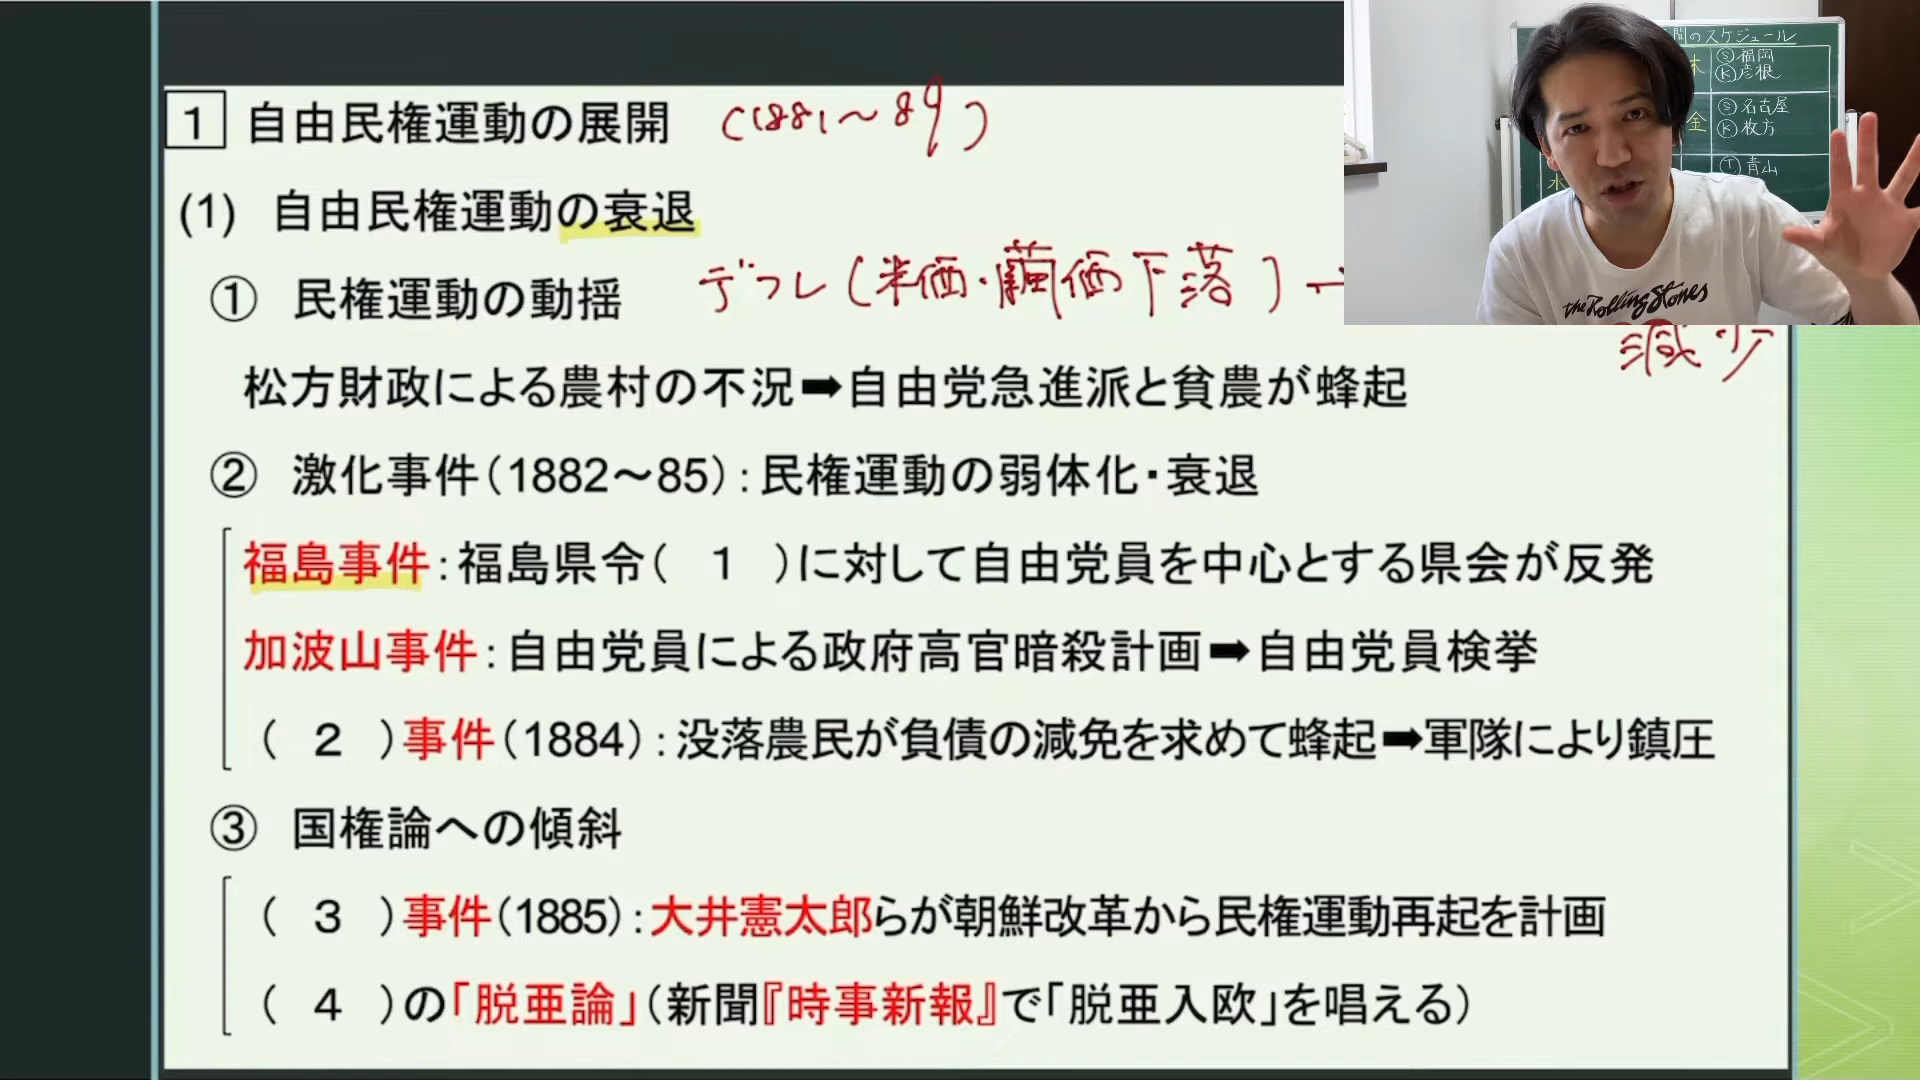 1 自由民権運動の展開 (1881～89)
(1) 自由民権運動の衰退
① 民権運動の動揺 デフレ(米価・繭価下落)→
減少
松方財政による農村の不況➡自由党急進派と貧農が蜂起
② 激化事件(1882～85):民権運動の弱体化・衰退
福島事件:福島県令( 1 )に対して自由党員を中心とする県会が反発
加波山事件:自由党員による政府高官暗殺計画➡自由党員検挙
( 2 )事件(1884):没落農民が負債の減免を求めて蜂起➡軍隊により鎮圧
③ 国権論への傾斜
( 3 )事件(1885):大井憲太郎らが朝鮮改革から民権運動再起を計画
( 4 )の「脱亜論」(新聞『時事新報』で「脱亜入欧」を唱える)
間のスケジュール
木 Ⓢ福岡
Ⓚ彦根
金 Ⓢ名古屋
Ⓚ枚方
水 Ⓣ青山
the Rolling Stones